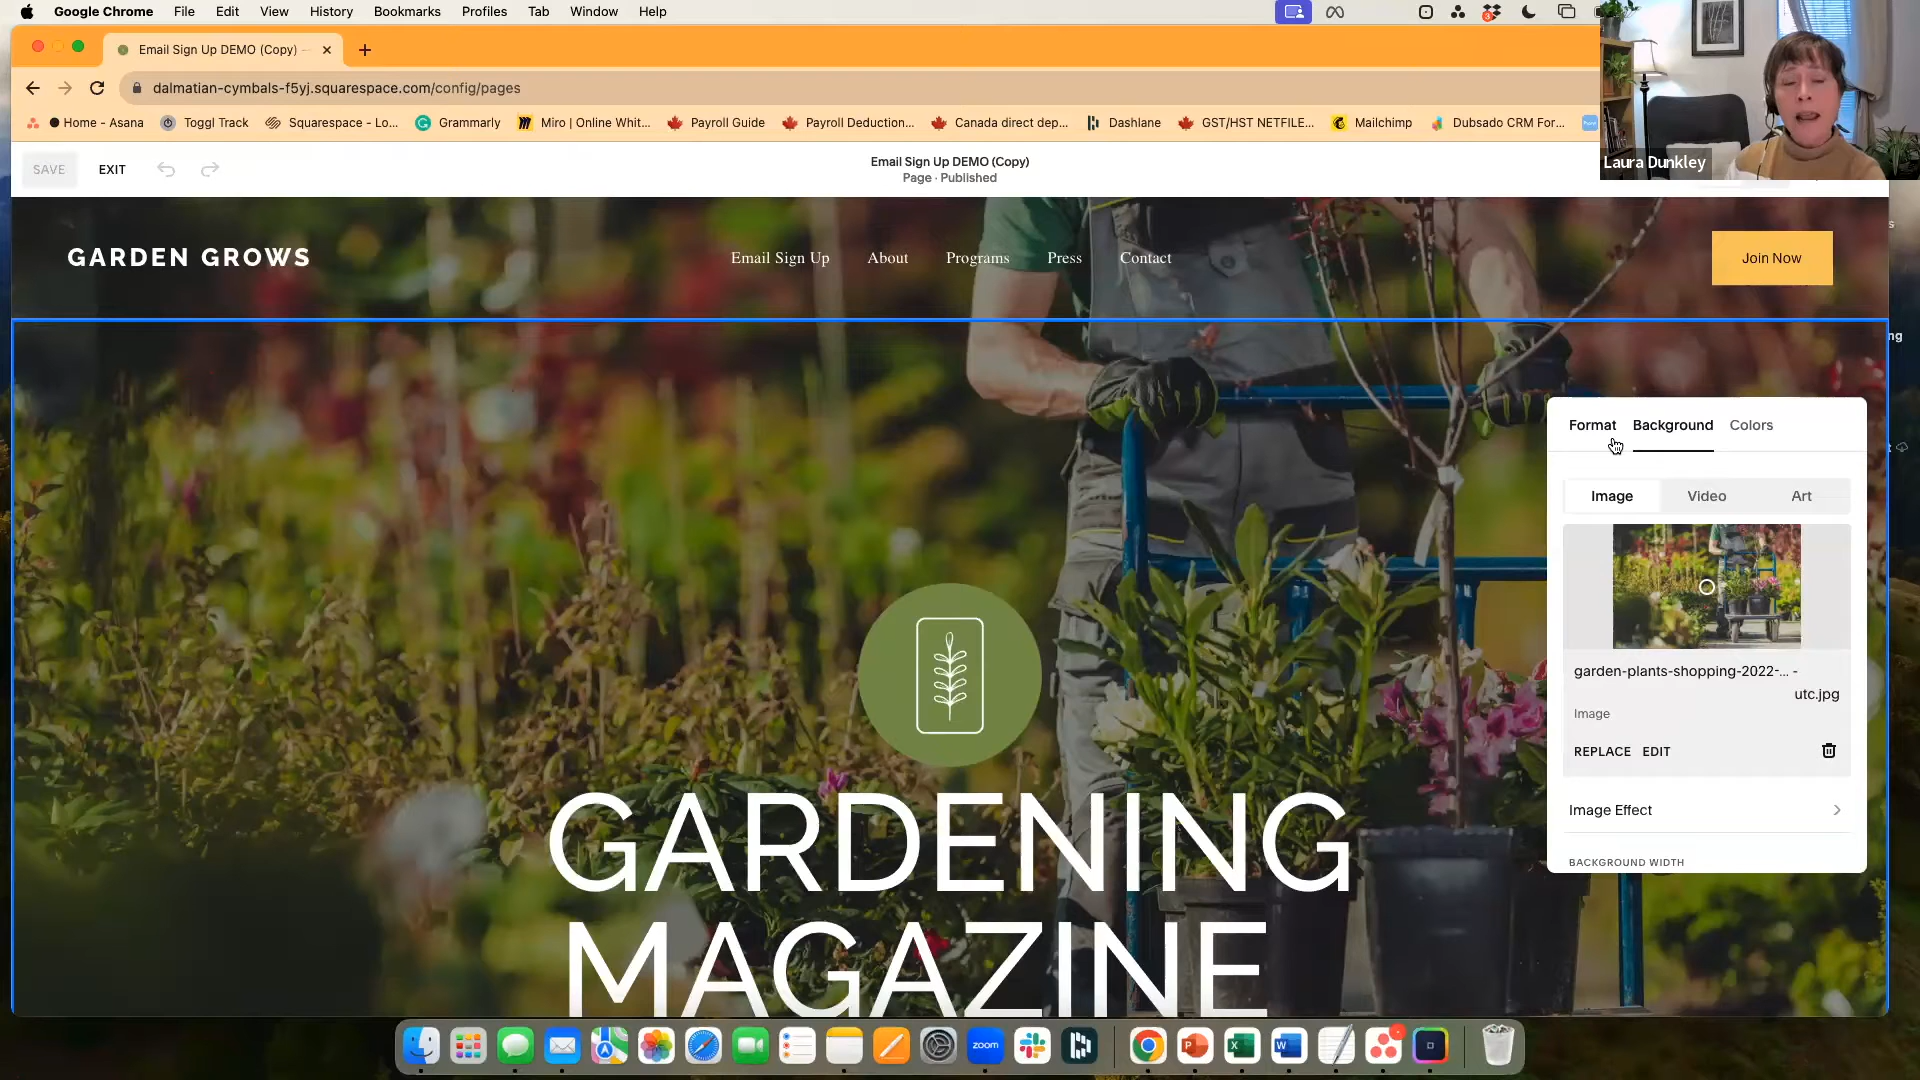 Google Chrome File Edit View History Bookmarks Profiles Tab Window Help
3
Email Sign Up DEMO (Copy) –
dalmatian-cymbals-f5yj.squarespace.com/config/pages
Home - Asana Toggl Track Squarespace - Lo... Grammarly Miro | Online Whit... Payroll Guide Payroll Deduction... Canada direct dep... Dashlane GST/HST NETFILE... Mailchimp Dubsado CRM For...
Laura Dunkley
SAVE EXIT
Email Sign Up DEMO (Copy)
Page · Published
GARDEN GROWS
Email Sign Up About Programs Press Contact
Join Now
ng
Format Background Colors
Image Video Art
garden-plants-shopping-2022-... -
utc.jpg
Image
REPLACE EDIT
Image Effect
BACKGROUND WIDTH
GARDENING
MAGAZINE
zoom
P
X
W